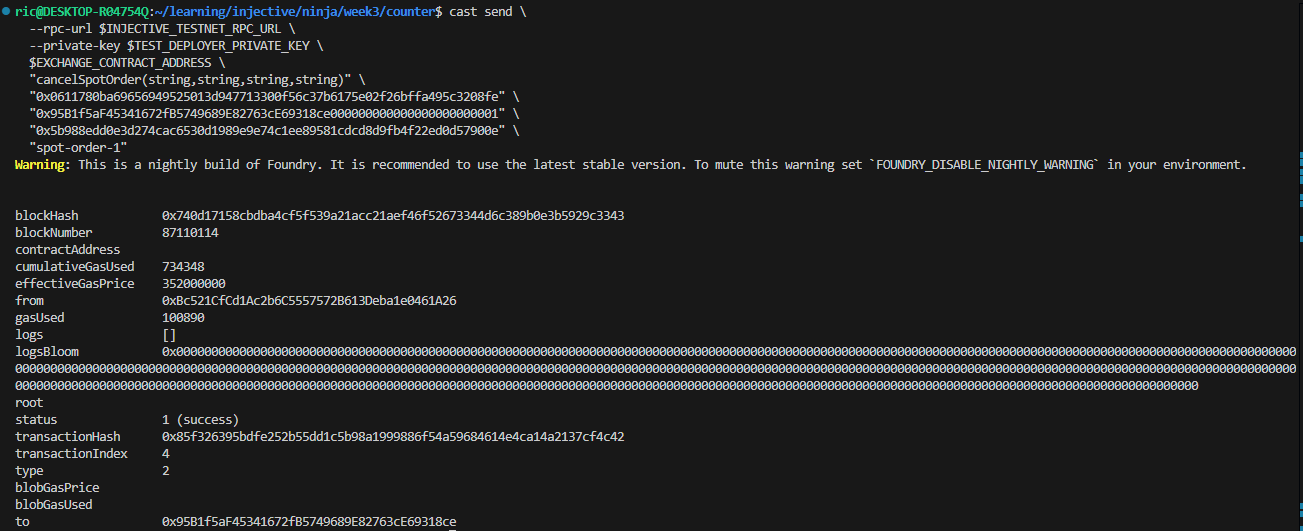 ric@DESKTOP-R04754Q:~/learning/injective/ninja/week3/counter$ cast send \
--rpc-url $INJECTIVE_TESTNET_RPC_URL \
--private-key $TEST_DEPLOYER_PRIVATE_KEY \
$EXCHANGE_CONTRACT_ADDRESS \
"cancelSpotOrder(string,string,string,string)" \
"0x0611780ba69656949525013d947713300f56c37b6175e02f26bffa495c3208fe" \
"0x95B1f5aF45341672fB5749689E82763cE69318ce000000000000000000000001" \
"0x5b988edd0e3d274cac6530d1989e9e74c1ee89581cdcd8d9fb4f22ed0d57900e" \
"spot-order-1"
Warning: This is a nightly build of Foundry. It is recommended to use the latest stable version. To mute this warning set `FOUNDRY_DISABLE_NIGHTLY_WARNING` in your environment.
blockHash 0x740d17158cbdba4cf5f539a21acc21aef46f52673344d6c389b0e3b5929c3343
blockNumber 87110114
contractAddress
cumulativeGasUsed 734348
effectiveGasPrice 352000000
from 0xBc521CfCd1Ac2b6C5557572B613Deba1e0461A26
gasUsed 100890
logs []
logsBloom
root
status 1 (success)
transactionHash 0x85f326395bdfe252b55dd1c5b98a1999886f54a59684614e4ca14a2137cf4c42
transactionIndex 4
type 2
blobGasPrice
blobGasUsed
to 0x95B1f5aF45341672fB5749689E82763cE69318ce